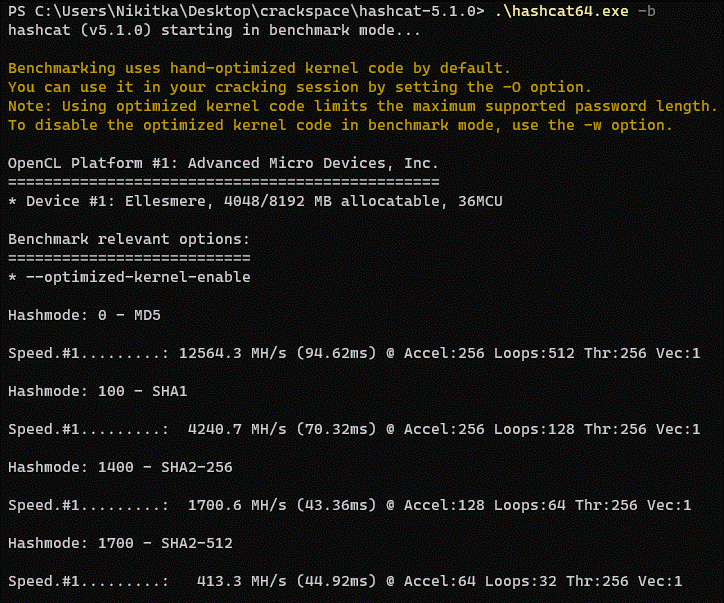 PS C:\Users\Nikitka\Desktop\crackspace\hashcat-5.1.0> .\hashcat64.exe -b
hashcat (v5.1.0) starting in benchmark mode...
Benchmarking uses hand-optimized kernel code by default.
You can use it in your cracking session by setting the -O option.
Note: Using optimized kernel code limits the maximum supported password length.
To disable the optimized kernel code in benchmark mode, use the -w option.
OpenCL Platform #1: Advanced Micro Devices, Inc.
================================================
* Device #1: Ellesmere, 4048/8192 MB allocatable, 36MCU
Benchmark relevant options:
===========================
* --optimized-kernel-enable
Hashmode: 0 - MD5
Speed.#1.........: 12564.3 MH/s (94.62ms) @ Accel:256 Loops:512 Thr:256 Vec:1
Hashmode: 100 - SHA1
Speed.#1.........:  4240.7 MH/s (70.32ms) @ Accel:256 Loops:128 Thr:256 Vec:1
Hashmode: 1400 - SHA2-256
Speed.#1.........:  1700.6 MH/s (43.36ms) @ Accel:128 Loops:64 Thr:256 Vec:1
Hashmode: 1700 - SHA2-512
Speed.#1.........:   413.3 MH/s (44.92ms) @ Accel:64 Loops:32 Thr:256 Vec:1